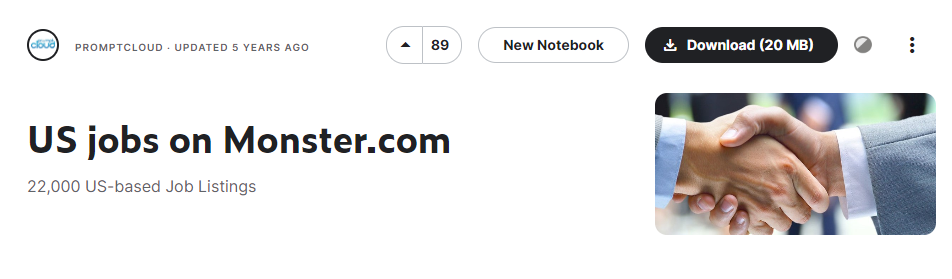 cloud
PROMPTCLOUD · UPDATED 5 YEARS AGO
89
New Notebook
Download (20 MB)
US jobs on Monster.com
22,000 US-based Job Listings